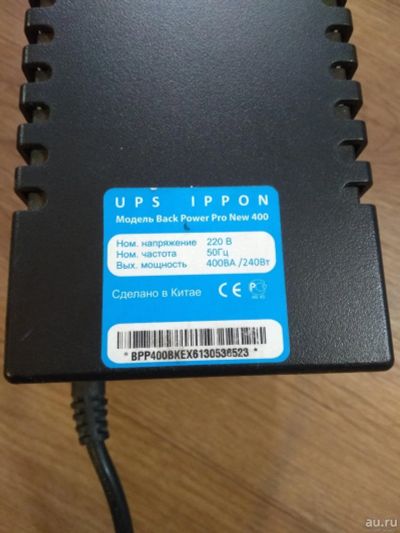 UPS IPPON
Модель Back Power Pro New 400
Ном. напряжение 220 В
Ном. частота 50Гц
Вых. мощность 400ВА /240Вт
Сделано в Китае CE
* BPP400BKEX6130536523 *
au.ru